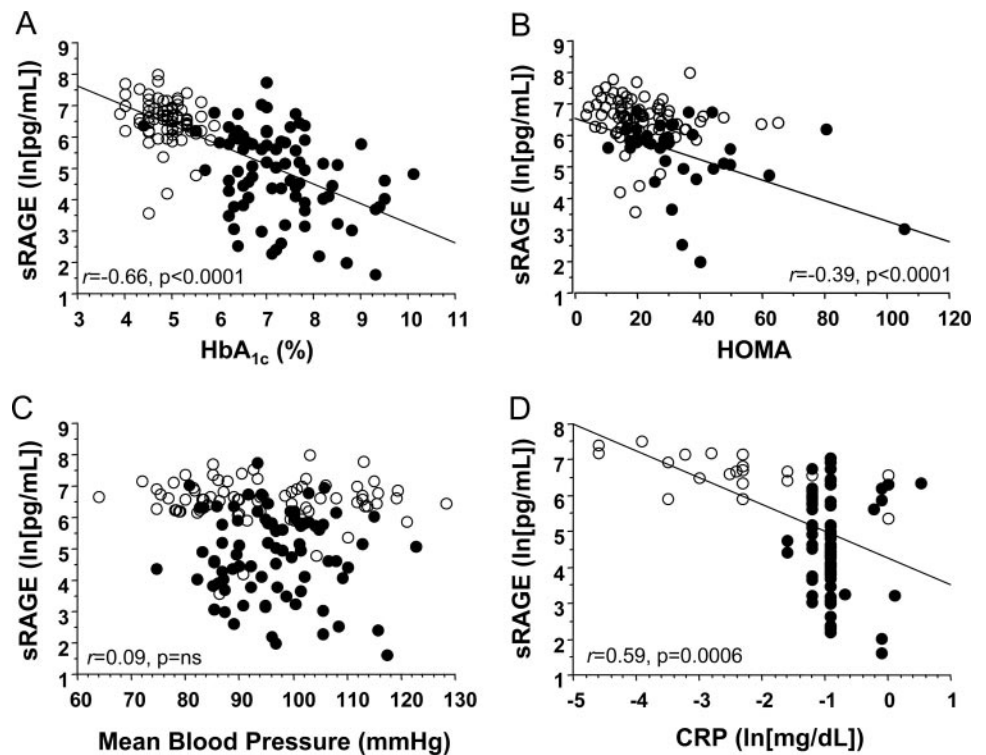 A
9
8
7
6
5
4
3
2
1
sRAGE (ln[pg/mL])
r=-0.66, p<0.0001
3 4 5 6 7 8 9 10 11
HbA1c (%)
B
9
8
7
6
5
4
3
2
1
sRAGE (ln[pg/mL])
r=-0.39, p<0.0001
0 20 40 60 80 100 120
HOMA
C
9
8
7
6
5
4
3
2
1
sRAGE (ln[pg/mL])
r=0.09, p=ns
60 70 80 90 100 110 120 130
Mean Blood Pressure (mmHg)
D
8
7
6
5
4
3
2
1
sRAGE (ln[pg/mL])
r=0.59, p=0.0006
-5 -4 -3 -2 -1 0 1
CRP (ln[mg/dL])